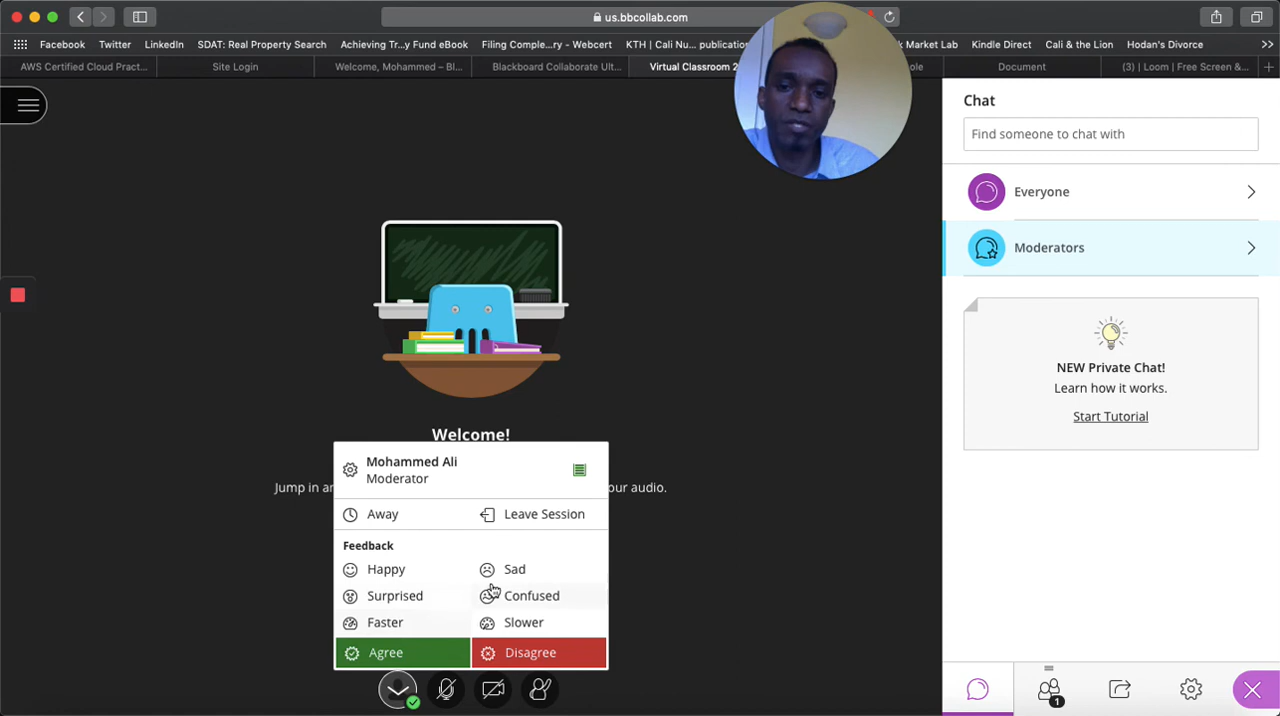 us.bbcollab.com
Facebook Twitter LinkedIn SDAT: Real Property Search Achieving Tr...y Fund eBook Filing Comple...ry - Webcert KTH | Cali Nu... publicatio k Market Lab Kindle Direct Cali & the Lion Hodan's Divorce >>
AWS Certified Cloud Pract... Site Login Welcome, Mohammed – Bl... Blackboard Collaborate Ult... Virtual Classroom 2 ole Document (3) | Loom | Free Screen &...
Chat
Find someone to chat with
Everyone
Moderators
NEW Private Chat!
Learn how it works.
Start Tutorial
Welcome!
Jump in an our audio.
Mohammed Ali
Moderator
Away Leave Session
Feedback
Happy Sad
Surprised Confused
Faster Slower
Agree Disagree
1